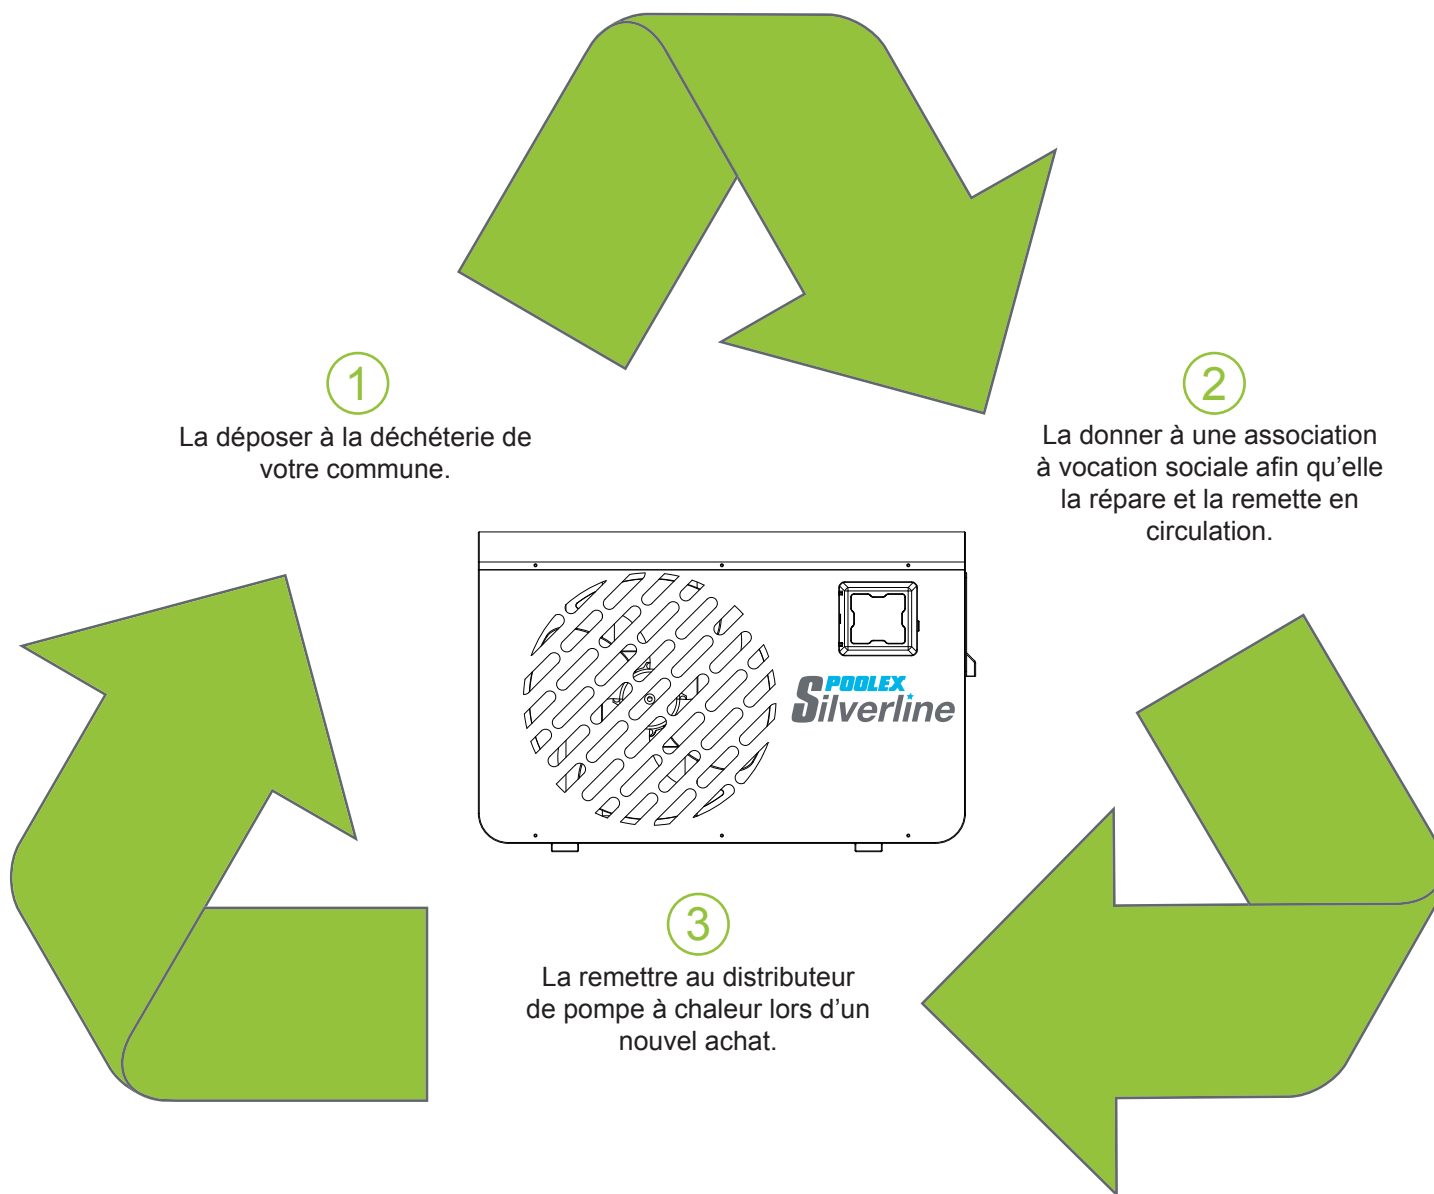 1
La déposer à la déchéterie de
votre commune.
2
La donner à une association
à vocation sociale afin qu’elle
la répare et la remette en
circulation.
POOLEX
Silverline
3
La remettre au distributeur
de pompe à chaleur lors d’un
nouvel achat.